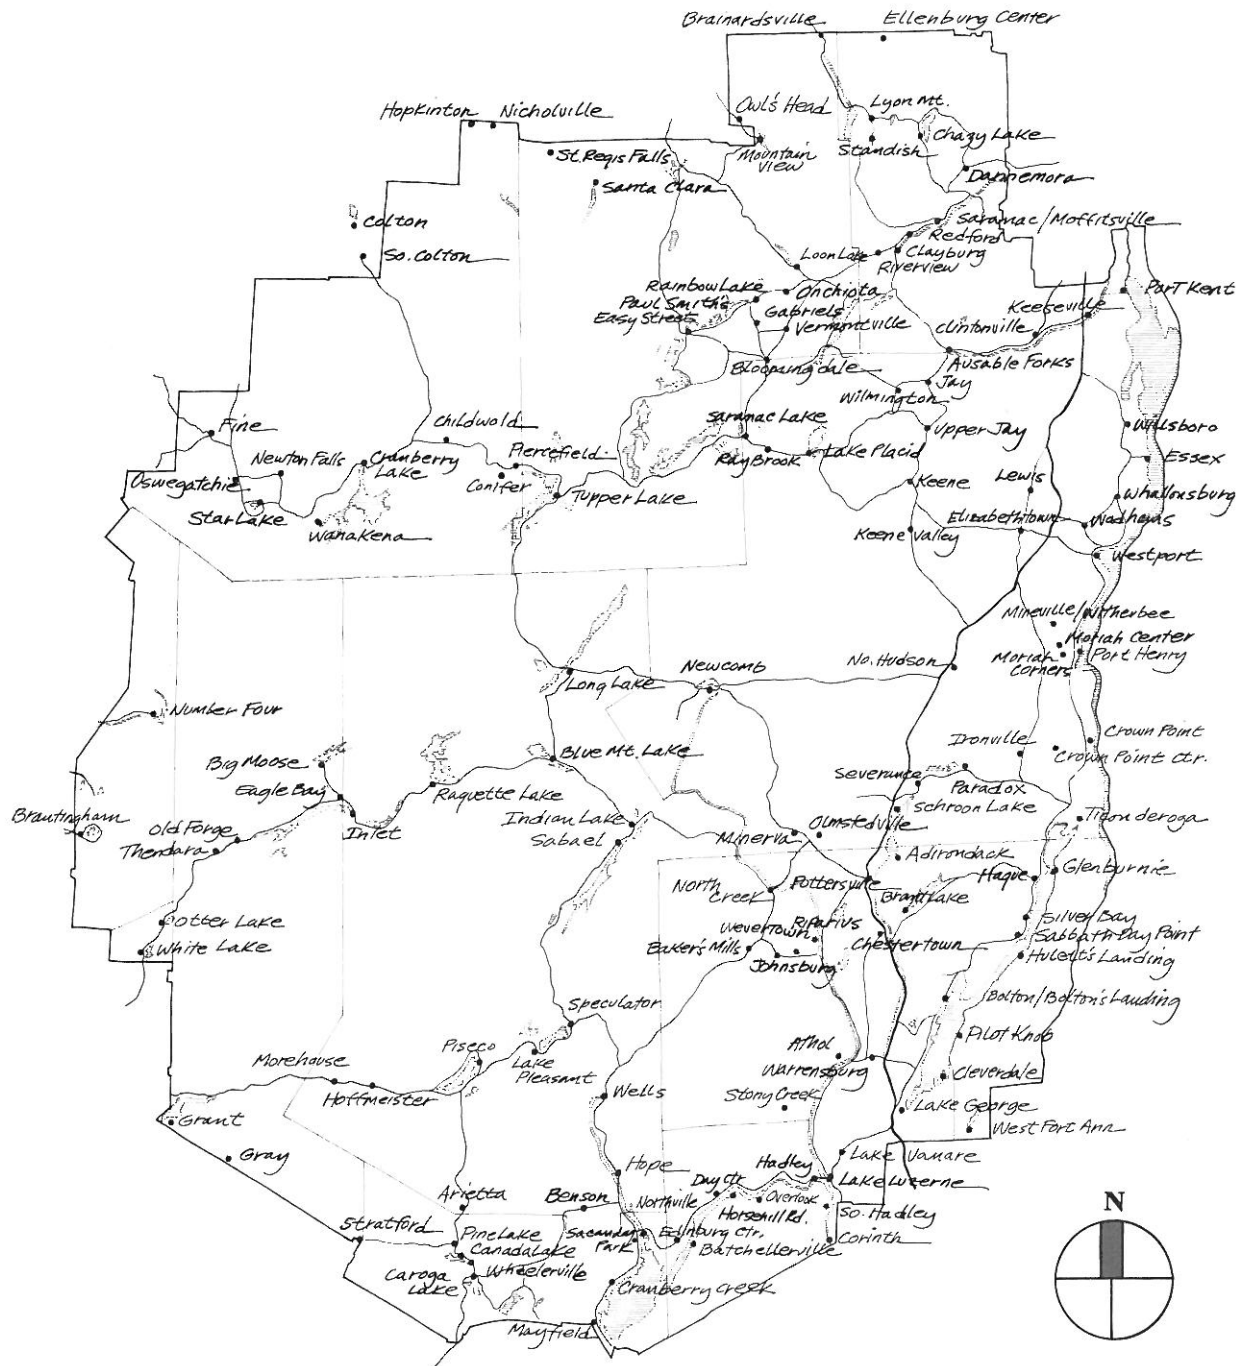 Brainardsville
Ellenburg Center
Hopkinton
Nicholville
Owl's Head
Lyon Mt.
Chazy Lake
Mountain
View
Standish
St. Regis Falls
Santa Clara
Dannemora
Colton
So. Colton
Saranac/Moffitsville
Redford
Clayburg
Riverview
Loon Lake
Rainbow Lake
Onchiota
Paul Smith's
Easy Street
Gabriels
Vermontville
Port Kent
Keeseville
Clintonville
Ausable Forks
Bloomingdale
Jay
Wilmington
Saranac Lake
Upper Jay
Willsboro
Fine
Childwold
Piercefield
Ray Brook
Lake Placid
Essex
Newton Falls
Cranberry
Lake
Oswegatchie
Conifer
Tupper Lake
Keene
Lewis
Whallonsburg
Star Lake
Wanakena
Elizabethtown
Wadhams
Keene Valley
Westport
Mineville/Witherbee
Moriah Center
Port Henry
Moriah
Corners
No. Hudson
Newcomb
Long Lake
Number Four
Crown Point
Ironville
Crown Point Ctr.
Blue Mt. Lake
Big Moose
Eagle Bay
Raquette Lake
Severance
Paradox
Schroon Lake
Brantingham
Old Forge
Inlet
Thendara
Indian Lake
Sabael
Minerva
Olmstedville
Ticonderoga
Adirondack
Hague
Glenburnie
North
Creek
Pottersville
Brant Lake
Otter Lake
White Lake
Wevertown
Riparius
Silver Bay
Sabbath Day Point
Baker's Mills
Johnsburg
Chestertown
Hulett's Landing
Speculator
Bolton/Bolton's Landing
Pilot Knob
Piseco
Lake
Pleasant
Athol
Warrensburg
Morehouse
Hoffmeister
Wells
Stony Creek
Cleverdale
Grant
Lake George
West Fort Ann
Gray
Hope
Hadley
Lake Vanare
Lake Luzerne
Arietta
Benson
Northville
Day Ctr
Overlook
Horsehill Rd.
So. Hadley
Stratford
Pine Lake
Canada Lake
Sacandaga
Park
Edinburg Ctr.
Batchellerville
Corinth
Caroga
Lake
Wheelerville
Cranberry Creek
Mayfield
N